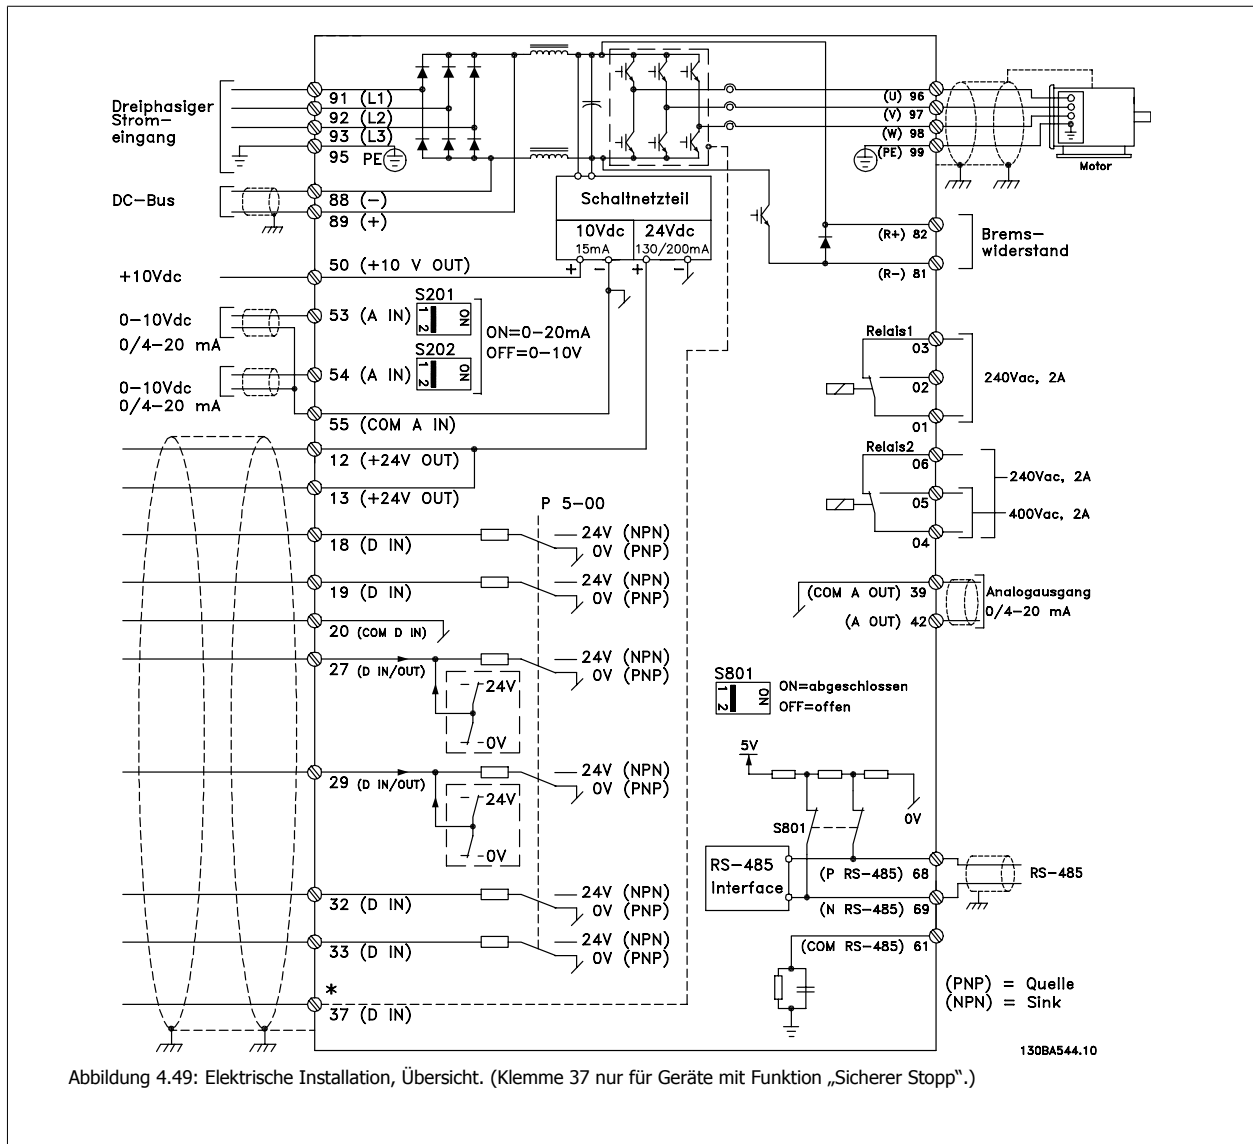 Dreiphasiger
Strom-
eingang
91 (L1)
92 (L2)
93 (L3)
95 PE
DC-Bus
88 (-)
89 (+)
+10Vdc
50 (+10 V OUT)
0-10Vdc
0/4-20 mA
53 (A IN)
S201
1 2
ON
0-10Vdc
0/4-20 mA
54 (A IN)
S202
1 2
ON
ON=0-20mA
OFF=0-10V
55 (COM A IN)
12 (+24V OUT)
13 (+24V OUT)
P 5-00
18 (D IN)
24V (NPN)
0V (PNP)
19 (D IN)
24V (NPN)
0V (PNP)
20 (COM D IN)
27 (D IN/OUT)
24V (NPN)
0V (PNP)
24V
0V
29 (D IN/OUT)
24V (NPN)
0V (PNP)
24V
0V
32 (D IN)
24V (NPN)
0V (PNP)
33 (D IN)
24V (NPN)
0V (PNP)
*
37 (D IN)
Schaltnetzteil
10Vdc
15mA
24Vdc
130/200mA
+ - + -
(U) 96
(V) 97
(W) 98
(PE) 99
Motor
(R+) 82
(R-) 81
Brems-
widerstand
Relais1
03
02
01
240Vac, 2A
Relais2
06
05
04
240Vac, 2A
400Vac, 2A
(COM A OUT) 39
(A OUT) 42
Analogausgang
0/4-20 mA
S801
1 2
ON
ON=abgeschlossen
OFF=offen
5V
S801
0V
RS-485
Interface
(P RS-485) 68
(N RS-485) 69
RS-485
(COM RS-485) 61
(PNP) = Quelle
(NPN) = Sink
130BA544.10
Abbildung 4.49: Elektrische Installation, Übersicht. (Klemme 37 nur für Geräte mit Funktion „Sicherer Stopp“.)